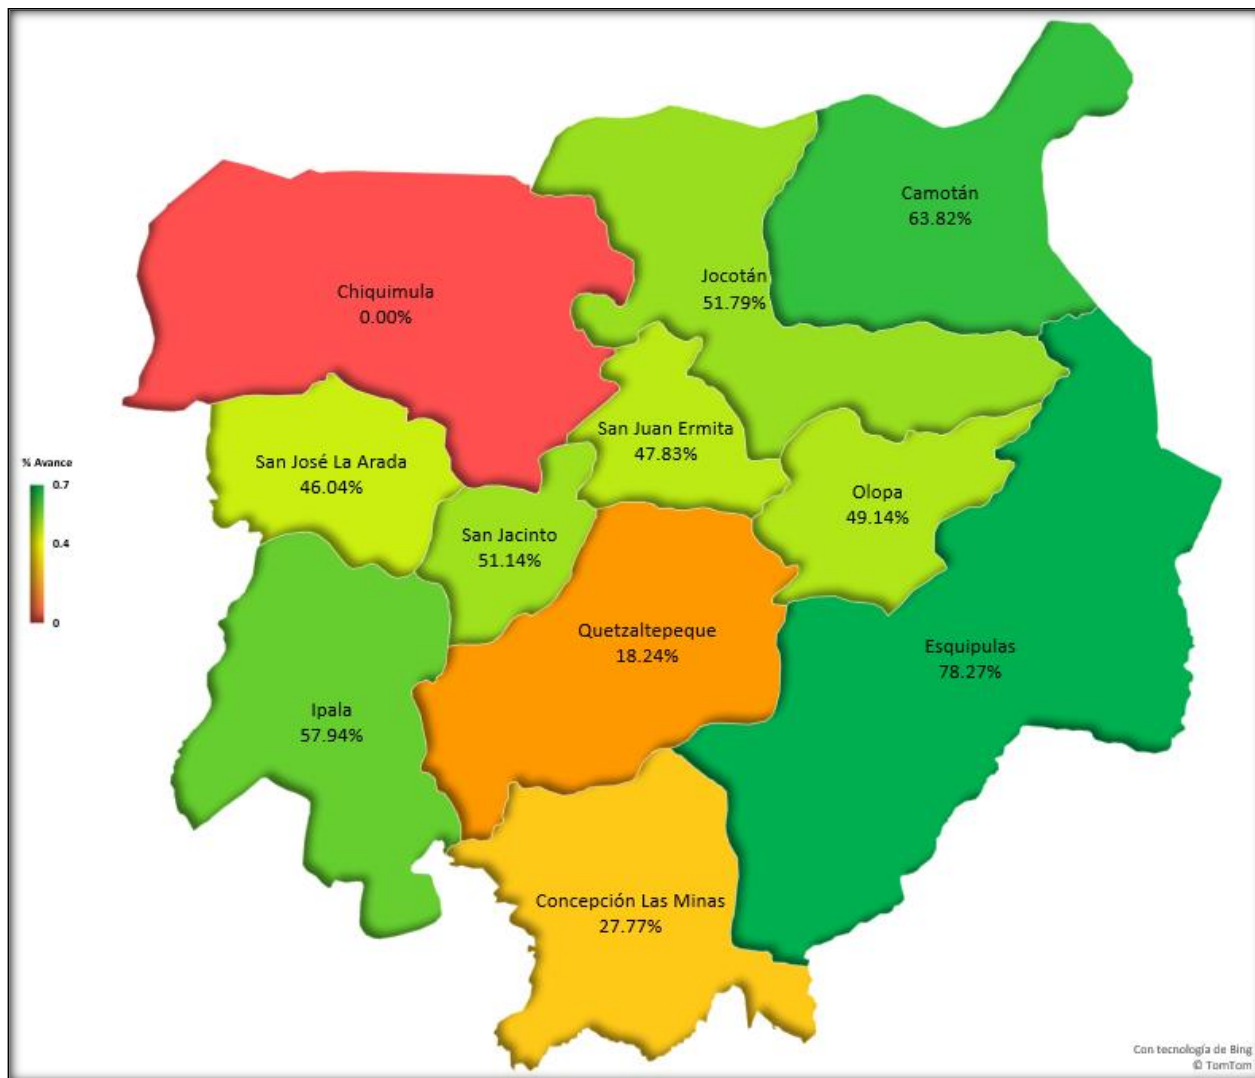 Camotán
63.82%
Jocotán
51.79%
Chiquimula
0.00%
San Juan Ermita
47.83%
San José La Arada
46.04%
Olopa
49.14%
San Jacinto
51.14%
Quetzaltepeque
18.24%
Esquipulas
78.27%
Ipala
57.94%
Concepción Las Minas
27.77%
% Avance
0.7
0.4
0
Con tecnología de Bing
© TomTom